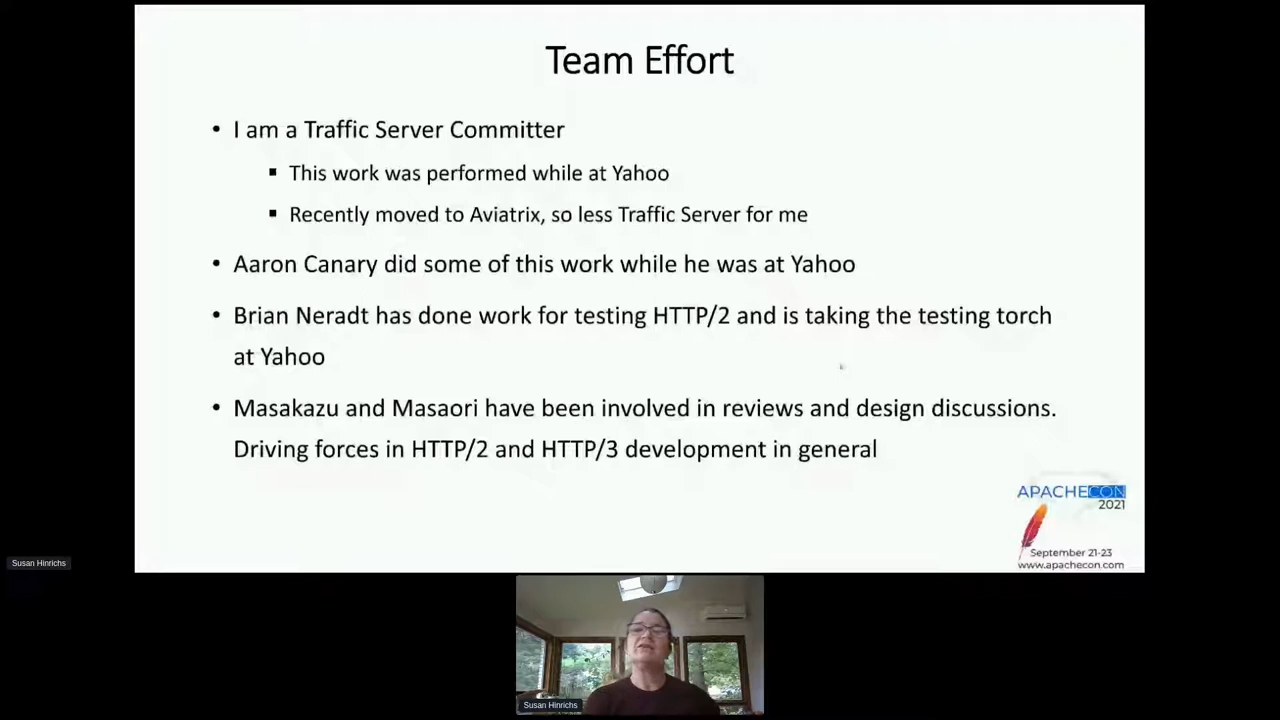 Team Effort
• I am a Traffic Server Committer
▪ This work was performed while at Yahoo
▪ Recently moved to Aviatrix, so less Traffic Server for me
• Aaron Canary did some of this work while he was at Yahoo
• Brian Neradt has done work for testing HTTP/2 and is taking the testing torch
at Yahoo
• Masakazu and Masaori have been involved in reviews and design discussions.
Driving forces in HTTP/2 and HTTP/3 development in general
APACHECON
2021
September 21-23
www.apachecon.com
Susan Hinrichs
Susan Hinrichs